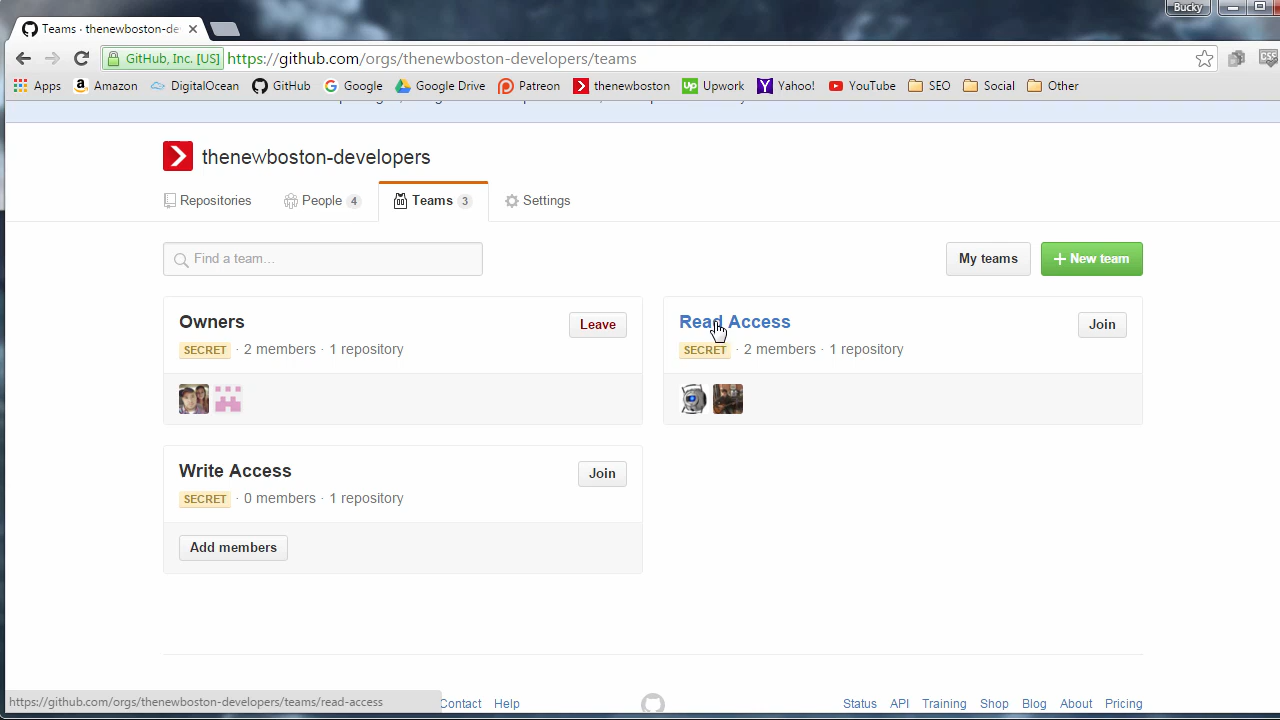 Bucky
Teams · thenewboston-de
GitHub, Inc. [US] https://github.com/orgs/thenewboston-developers/teams
Apps Amazon DigitalOcean GitHub Google Google Drive Patreon thenewboston Upwork Yahoo! YouTube SEO Social Other
thenewboston-developers
Repositories People 4 Teams 3 Settings
Find a team... My teams + New team
Owners Leave
SECRET · 2 members · 1 repository
Read Access Join
SECRET · 2 members · 1 repository
Write Access Join
SECRET · 0 members · 1 repository
Add members
https://github.com/orgs/thenewboston-developers/teams/read-access Contact Help Status API Training Shop Blog About Pricing